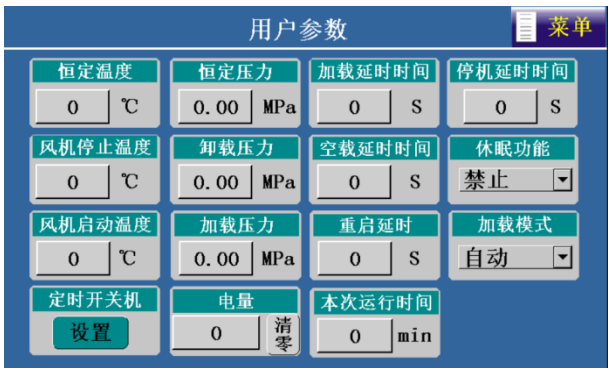 用户参数 菜单
恒定温度 恒定压力 加载延时时间 停机延时时间
0 ℃ 0.00 MPa 0 S 0 S
风机停止温度 卸载压力 空载延时时间 休眠功能
0 ℃ 0.00 MPa 0 S 禁止
风机启动温度 加载压力 重启延时 加载模式
0 ℃ 0.00 MPa 0 S 自动
定时开关机 电量 本次运行时间
设置 0 清零 0 min